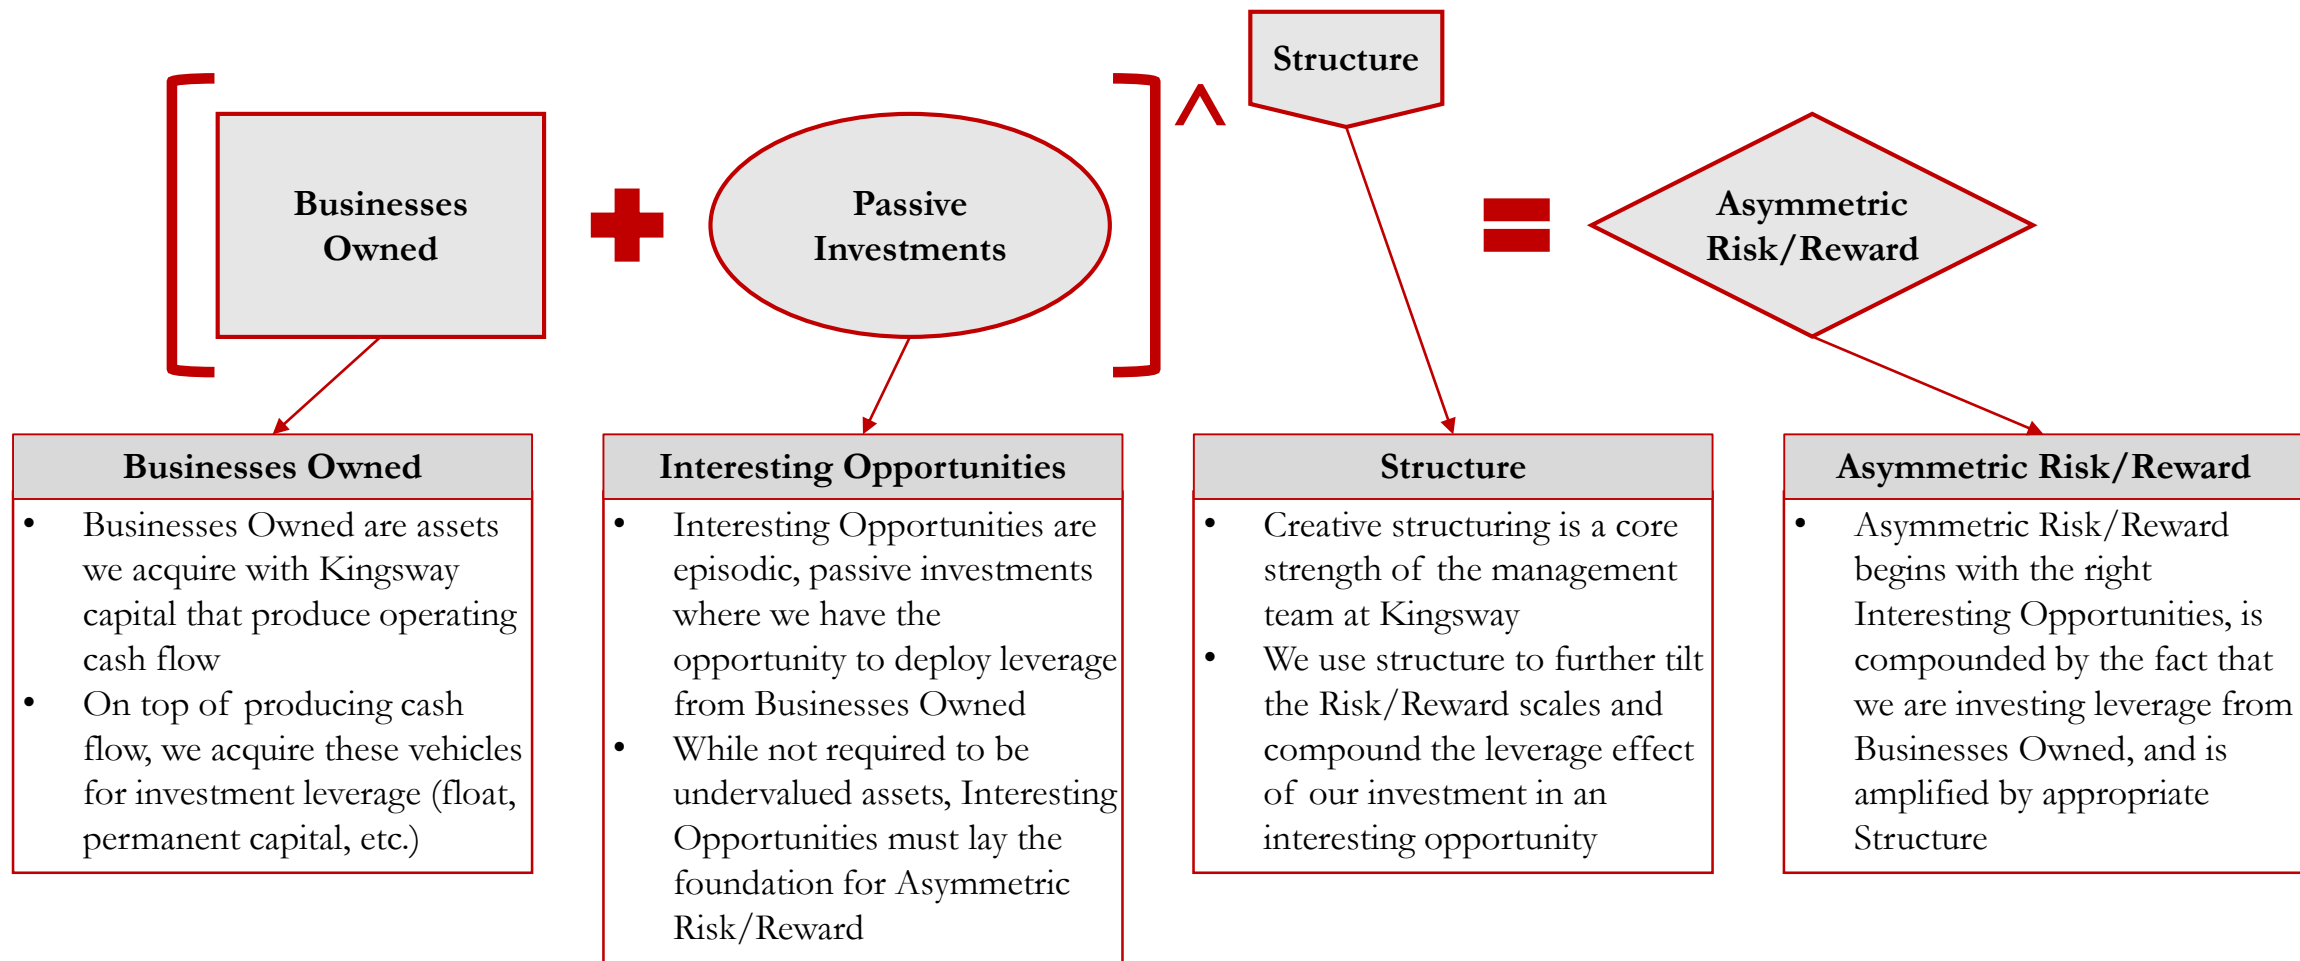 Structure
^
Businesses
Owned
Passive
Investments
Asymmetric
Risk/Reward
Businesses Owned
• Businesses Owned are assets
we acquire with Kingsway
capital that produce operating
cash flow
• On top of producing cash
flow, we acquire these vehicles
for investment leverage (float,
permanent capital, etc.)
Interesting Opportunities
• Interesting Opportunities are
episodic, passive investments
where we have the
opportunity to deploy leverage
from Businesses Owned
• While not required to be
undervalued assets, Interesting
Opportunities must lay the
foundation for Asymmetric
Risk/Reward
Structure
• Creative structuring is a core
strength of the management
team at Kingsway
• We use structure to further tilt
the Risk/Reward scales and
compound the leverage effect
of our investment in an
interesting opportunity
Asymmetric Risk/Reward
• Asymmetric Risk/Reward
begins with the right
Interesting Opportunities, is
compounded by the fact that
we are investing leverage from
Businesses Owned, and is
amplified by appropriate
Structure